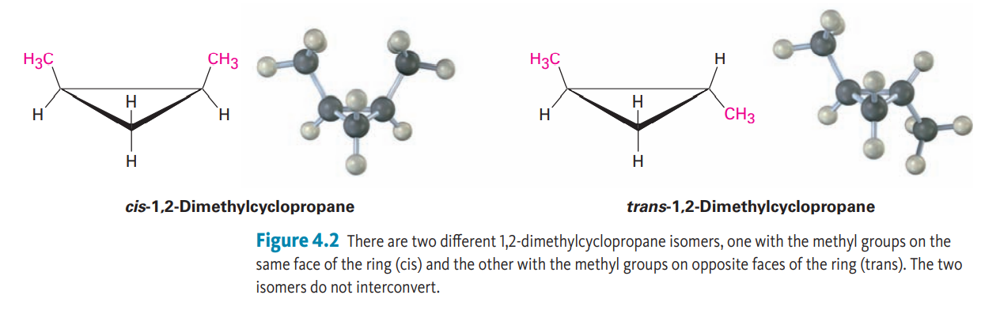 H3C CH3 H3C H
H H
H H H CH3
H H
cis-1,2-Dimethylcyclopropane trans-1,2-Dimethylcyclopropane
Figure 4.2 There are two different 1,2-dimethylcyclopropane isomers, one with the methyl groups on the
same face of the ring (cis) and the other with the methyl groups on opposite faces of the ring (trans). The two
isomers do not interconvert.